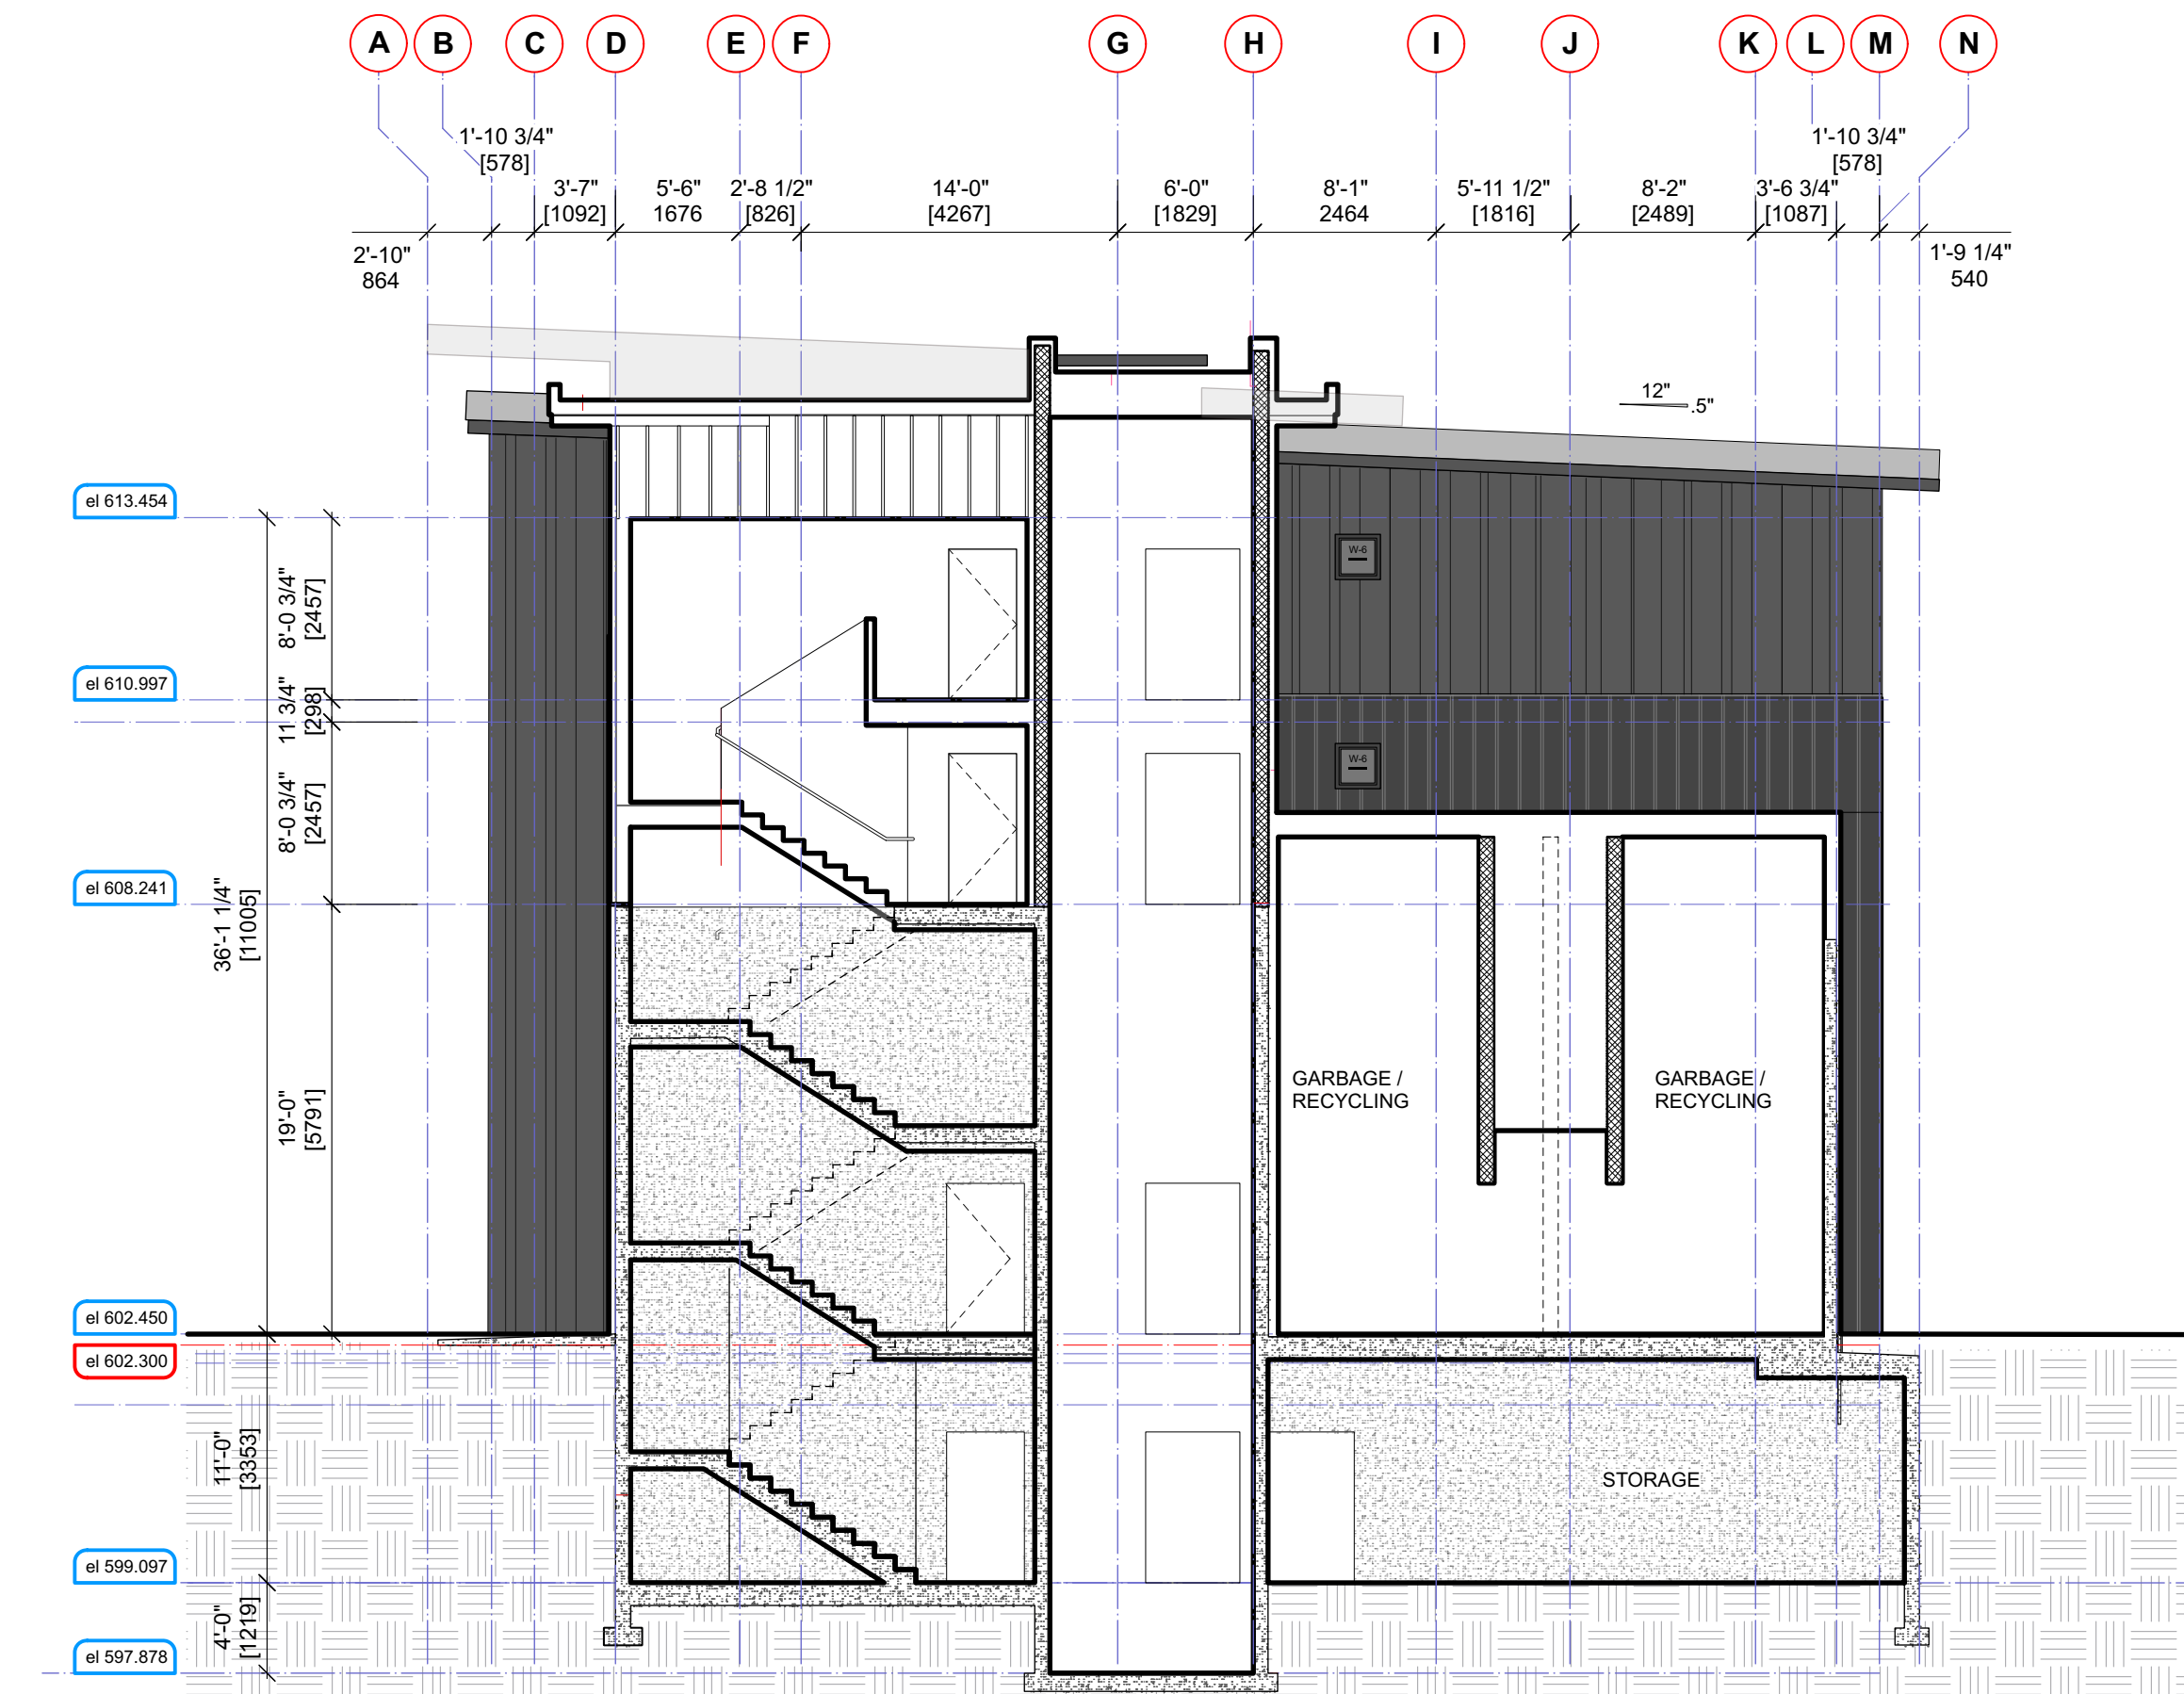 A B C D E F G H I J K L M N
1'-10 3/4"
[578]
1'-10 3/4"
[578]
3'-7"
[1092]
5'-6"
1676
2'-8 1/2"
[826]
14'-0"
[4267]
6'-0"
[1829]
8'-1"
2464
5'-11 1/2"
[1816]
8'-2"
[2489]
3'-6 3/4"
[1087]
2'-10"
864
1'-9 1/4"
540
12"
.5"
el 613.454
8'-0 3/4"
[2457]
W-6
el 610.997
11 3/4"
[298]
W-6
8'-0 3/4"
[2457]
el 608.241
36'-1 1/4"
[11005]
19'-0"
[5791]
GARBAGE /
RECYCLING
GARBAGE /
RECYCLING
el 602.450
el 602.300
11'-0"
[3353]
STORAGE
el 599.097
4'-0"
[1219]
el 597.878